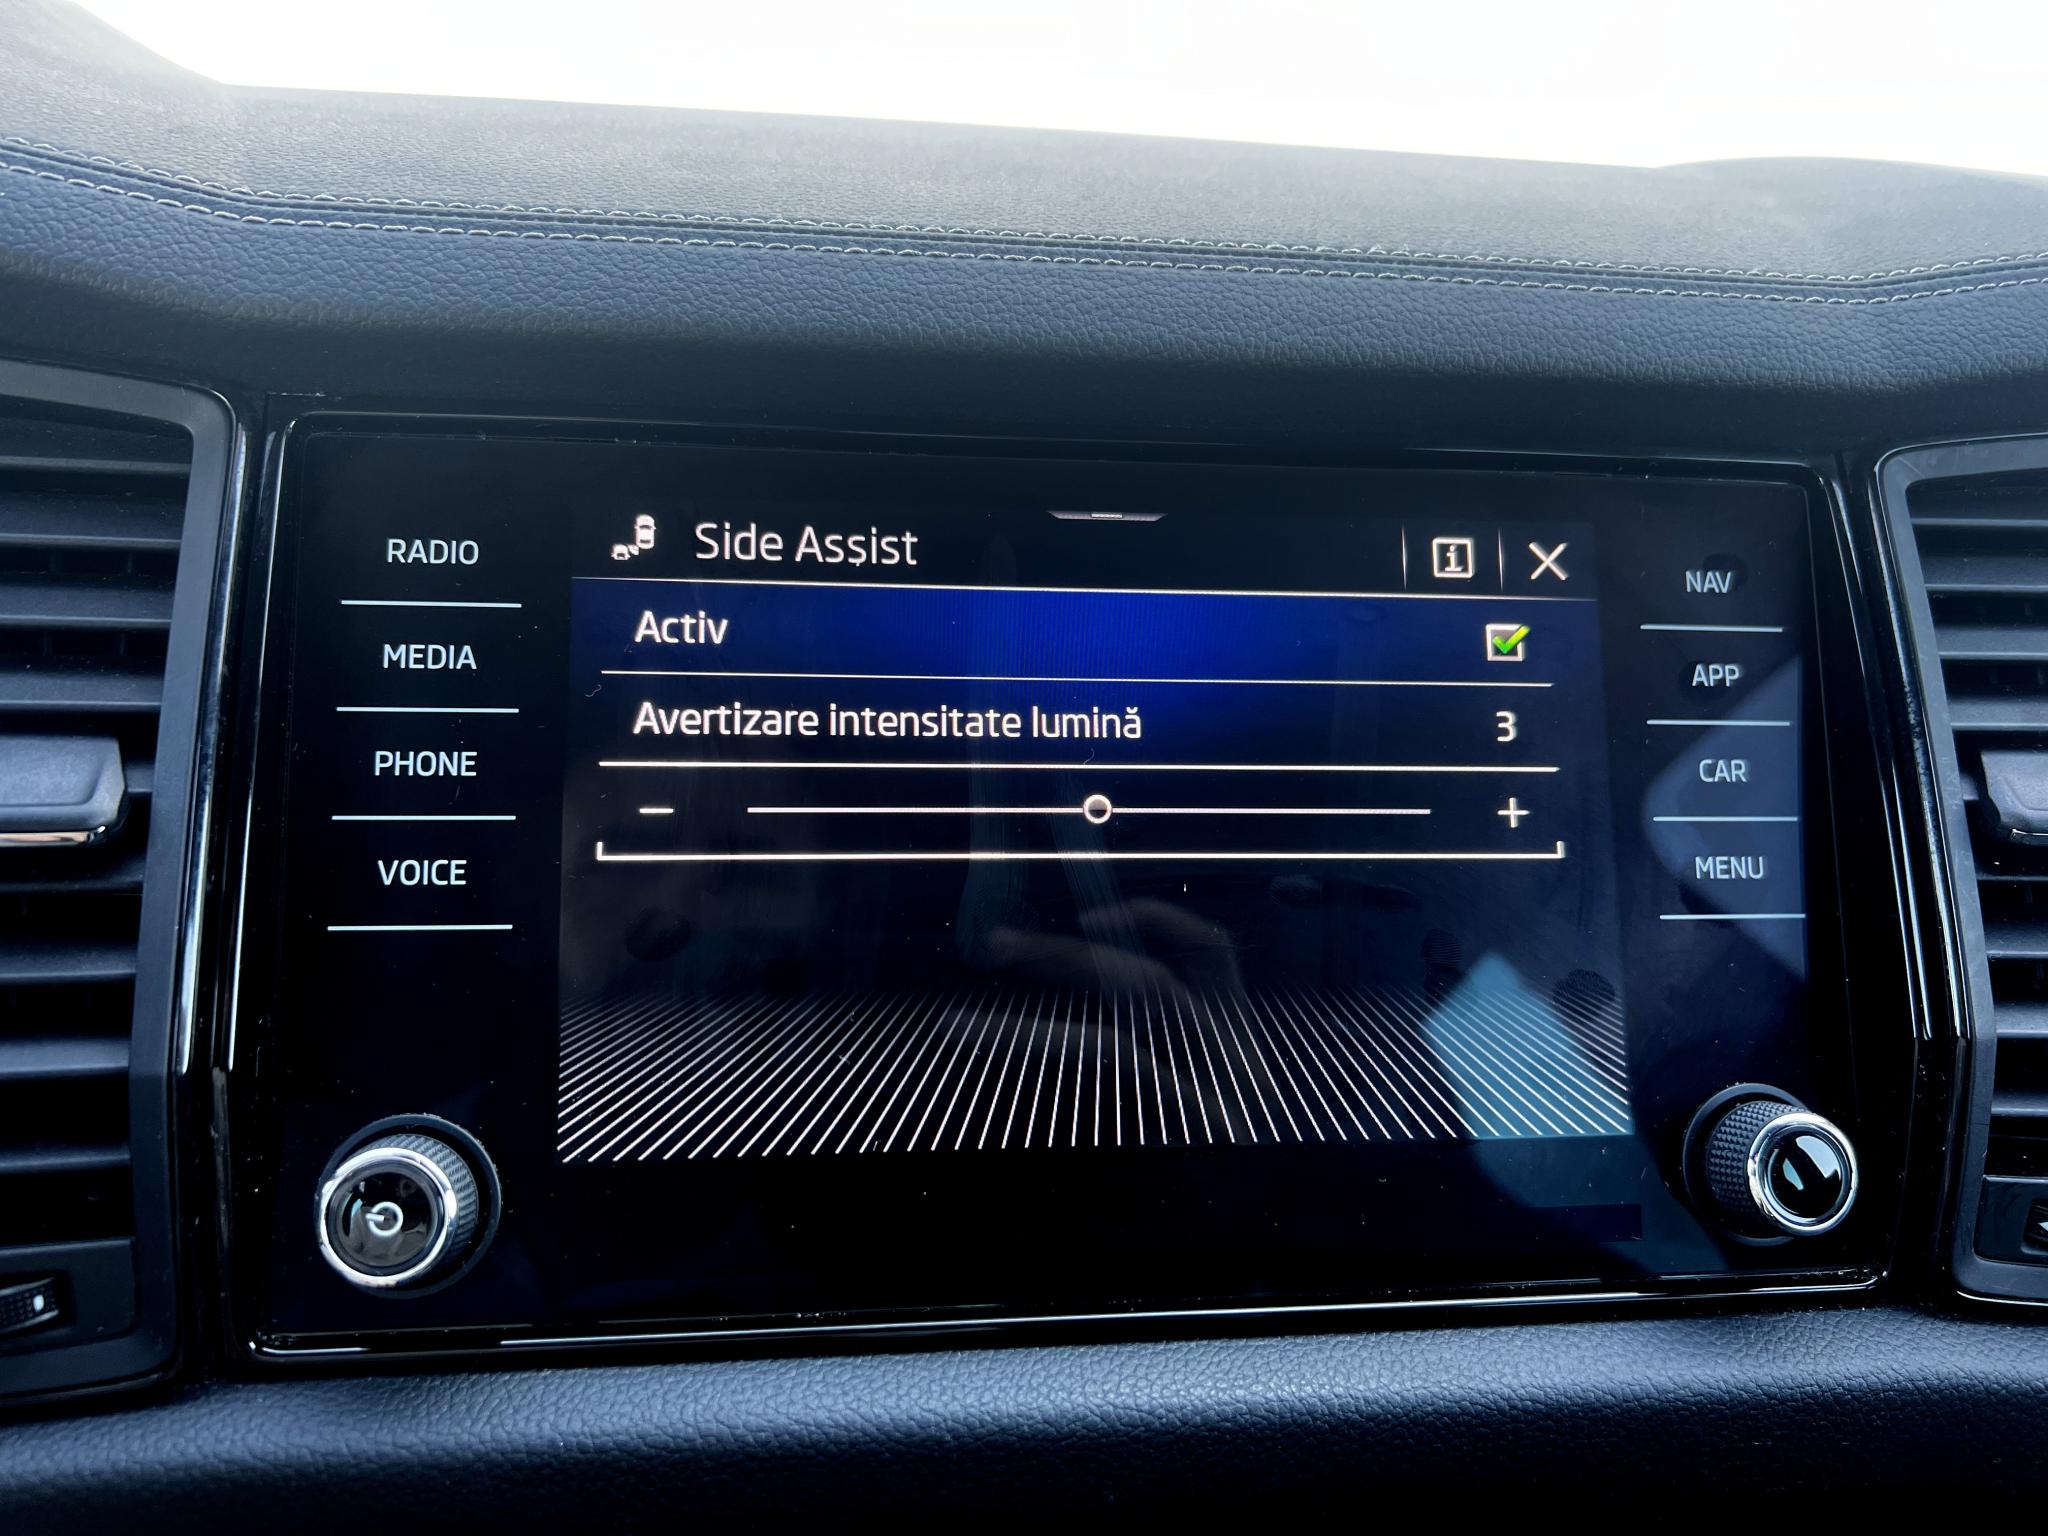 RADIO
MEDIA
PHONE
VOICE
Side Assist
Activ
Avertizare intensitate lumină
3
NAV
APP
CAR
MENU